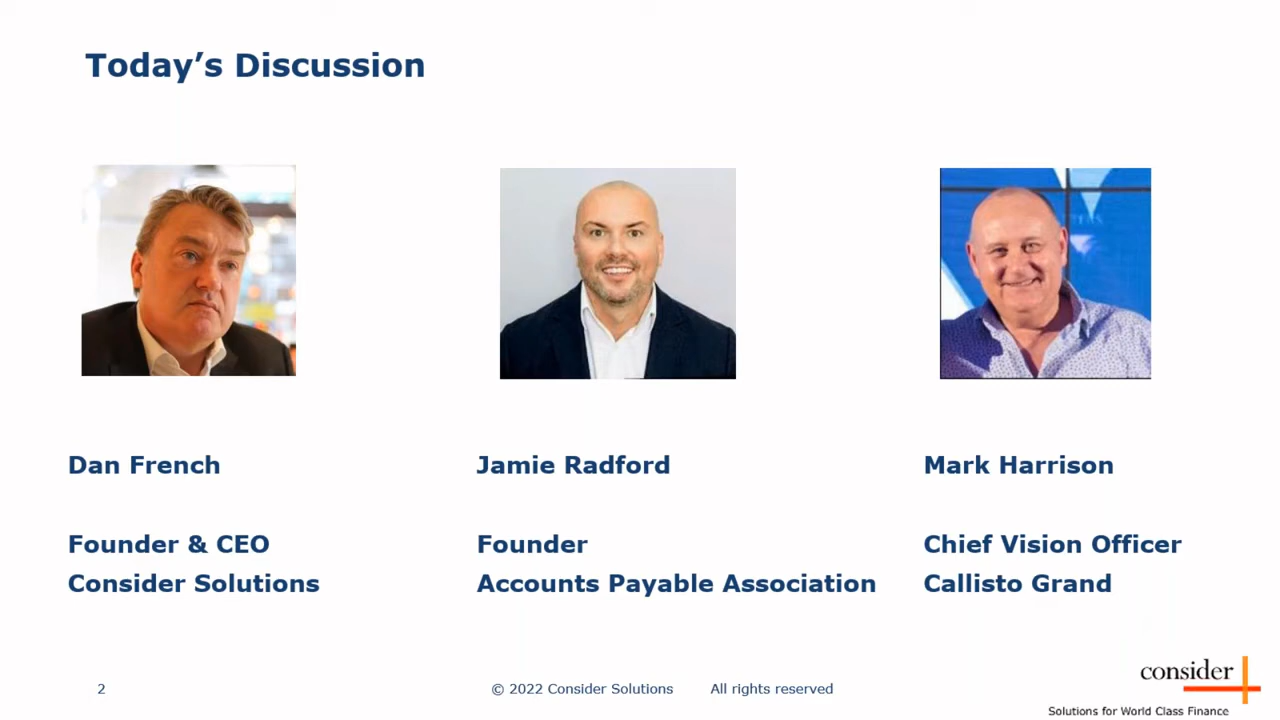 Today’s Discussion
Dan French
Jamie Radford
Mark Harrison
Founder & CEO
Consider Solutions
Founder
Accounts Payable Association
Chief Vision Officer
Callisto Grand
2
© 2022 Consider Solutions
All rights reserved
consider
Solutions for World Class Finance